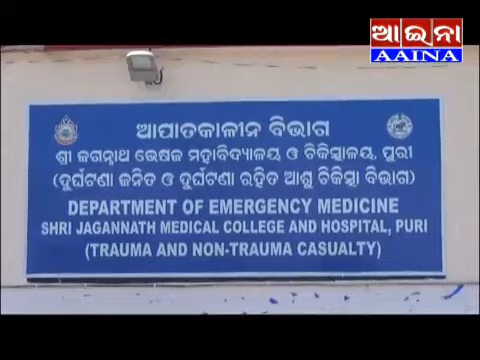 ଆଇନା
AAINA
ଆପାତକାଳୀନ ବିଭାଗ
ଶ୍ରୀ ଜଗନ୍ନାଥ ଭେଷଜ ମହାବିଦ୍ୟାଳୟ ଓ ଚିକିତ୍ସାଳୟ, ପୁରୀ
(ଦୁର୍ଘଟଣା ଜନିତ ଓ ଦୁର୍ଘଟଣା ରହିତ ଆଶୁ ଚିକିତ୍ସା ବିଭାଗ)
DEPARTMENT OF EMERGENCY MEDICINE
SHRI JAGANNATH MEDICAL COLLEGE AND HOSPITAL, PURI
(TRAUMA AND NON-TRAUMA CASUALTY)